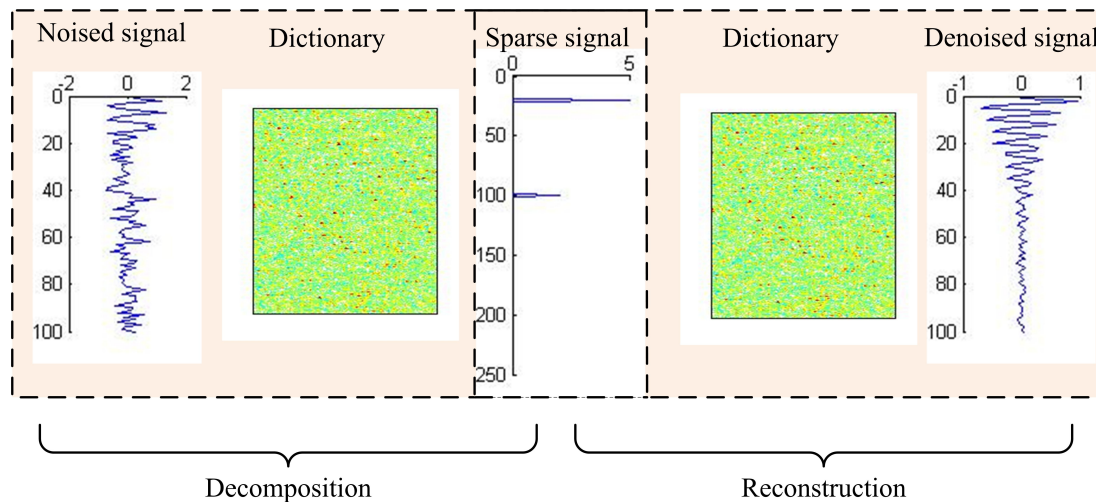 Noised signal
Dictionary
Sparse signal
Dictionary
Denoised signal
-2 0 2
0
20
40
60
80
100
0 5
0
50
100
150
200
250
-1 0 1
0
20
40
60
80
100
Decomposition
Reconstruction